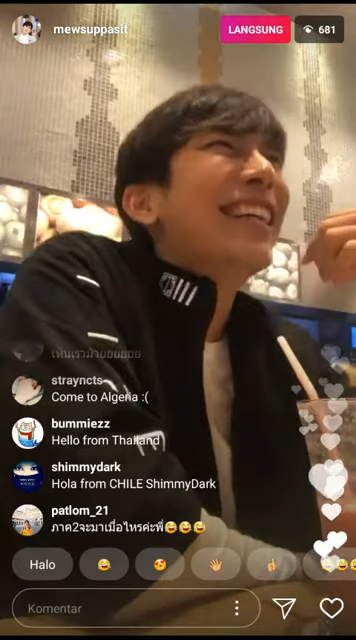 mewsuppasit
LANGSUNG
681
strayncts_
Come to Algeria :(
bummiezz
Hello from Thailand
shimmydark
Hola from CHILE ShimmyDark
patlom_21
ภาค2จะมาเมื่อไหรค่ะพี่😂😂😂
Halo
Komentar